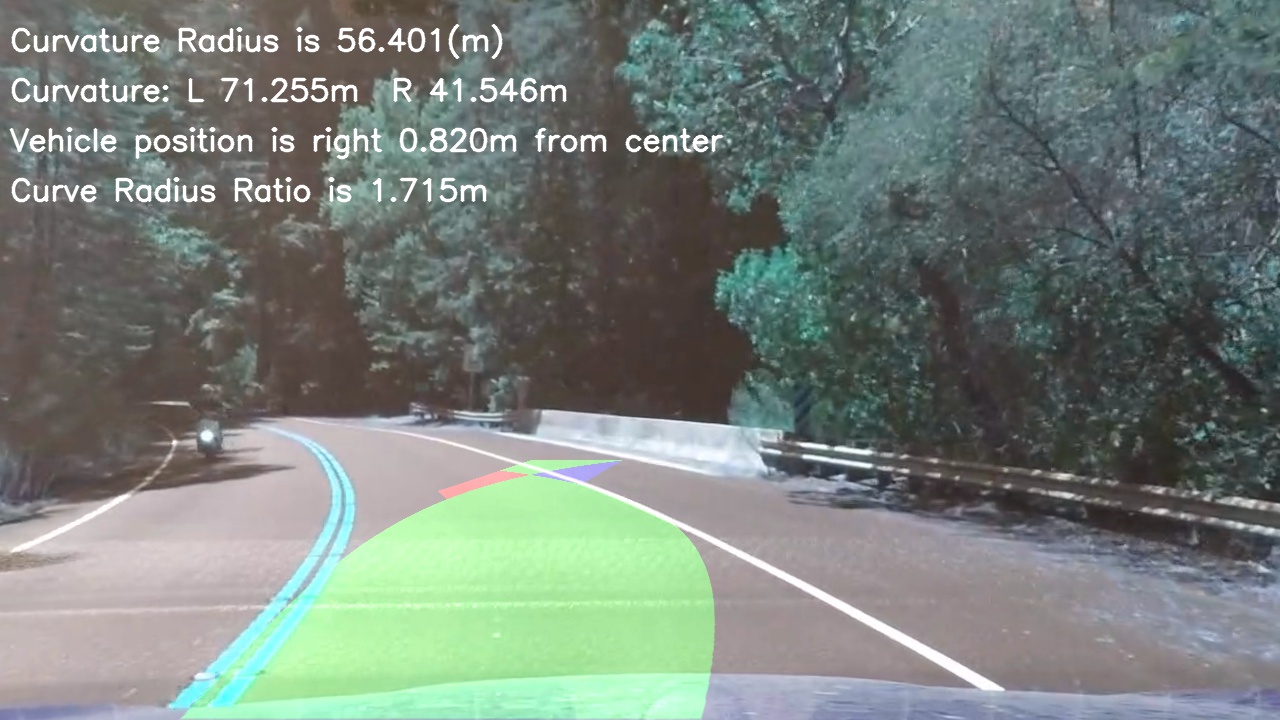 Curvature Radius is 56.401(m)
Curvature: L 71.255m R 41.546m
Vehicle position is right 0.820m from center
Curve Radius Ratio is 1.715m